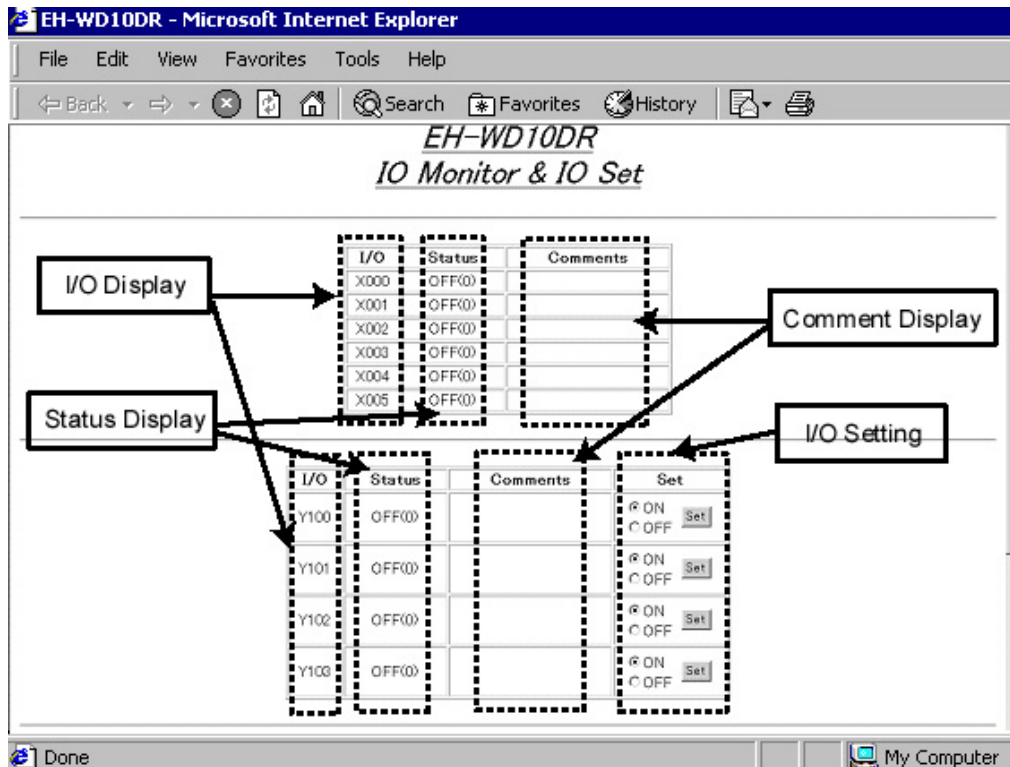 EH-WD10DR - Microsoft Internet Explorer
File Edit View Favorites Tools Help
Back Search Favorites History
EH-WD10DR
IO Monitor & IO Set
I/O Status Comments
X000 OFF(0)
X001 OFF(0)
X002 OFF(0)
X003 OFF(0)
X004 OFF(0)
X005 OFF(0)
I/O Display
Comment Display
Status Display
I/O Setting
I/O Status Comments Set
Y100 OFF(0) ON OFF Set
Y101 OFF(0) ON OFF Set
Y102 OFF(0) ON OFF Set
Y103 OFF(0) ON OFF Set
Done My Computer